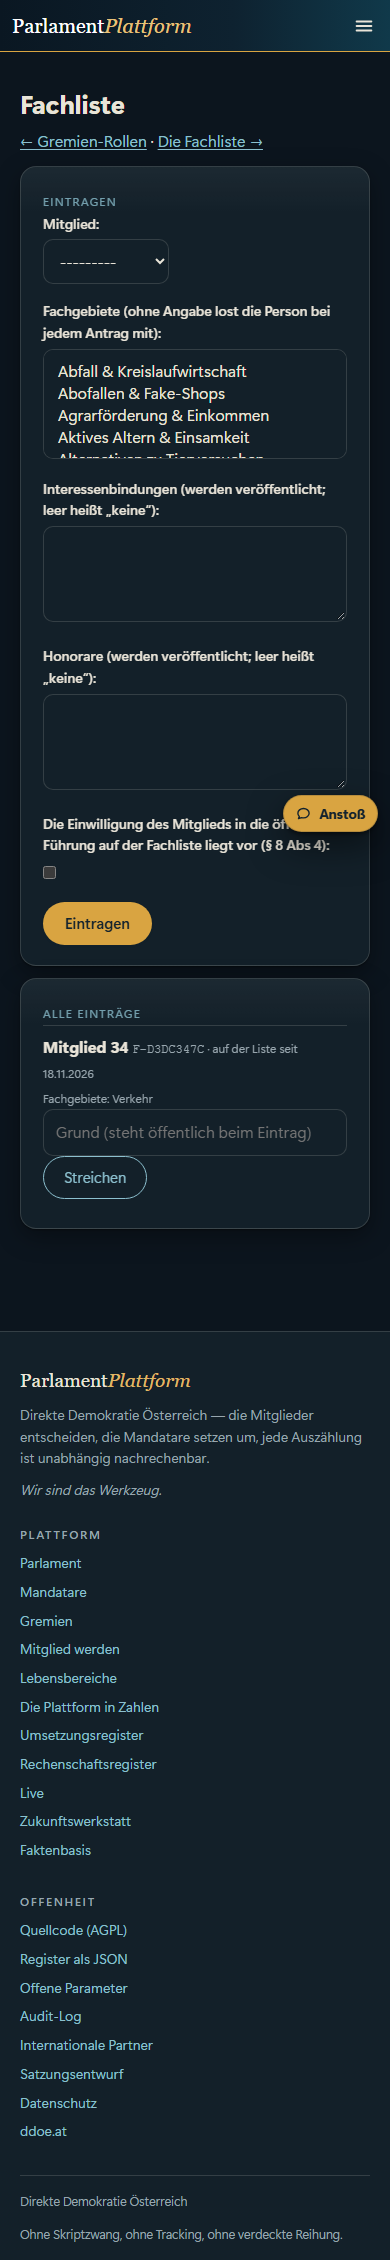 ParlamentPlattform
Fachliste
← Gremien-Rollen · Die Fachliste →
EINTRAGEN
Mitglied:
---------
Fachgebiete (ohne Angabe lost die Person bei
jedem Antrag mit):
Abfall & Kreislaufwirtschaft
Abofallen & Fake-Shops
Agrarförderung & Einkommen
Aktives Altern & Einsamkeit
Alternativen zu Tierversuchen
Interessenbindungen (werden veröffentlicht;
leer heißt „keine“):
Honorare (werden veröffentlicht; leer heißt
„keine“):
Die Einwilligung des Mitglieds in die
Führung auf der Fachliste liegt vor (§ 8 Abs 4):
Anstoß
Eintragen
ALLE EINTRÄGE
Mitglied 34 F-D3DC347C · auf der Liste seit
18.11.2026
Fachgebiete: Verkehr
Grund (steht öffentlich beim Eintrag)
Streichen
ParlamentPlattform
Direkte Demokratie Österreich — die Mitglieder
entscheiden, die Mandatare setzen um, jede Auszählung
ist unabhängig nachrechenbar.
Wir sind das Werkzeug.
PLATTFORM
Parlament
Mandatare
Gremien
Mitglied werden
Lebensbereiche
Die Plattform in Zahlen
Umsetzungsregister
Rechenschaftsregister
Live
Zukunftswerkstatt
Faktenbasis
OFFENHEIT
Quellcode (AGPL)
Register als JSON
Offene Parameter
Audit-Log
Internationale Partner
Satzungsentwurf
Datenschutz
ddoe.at
Direkte Demokratie Österreich
Ohne Skriptzwang, ohne Tracking, ohne verdeckte Reihung.